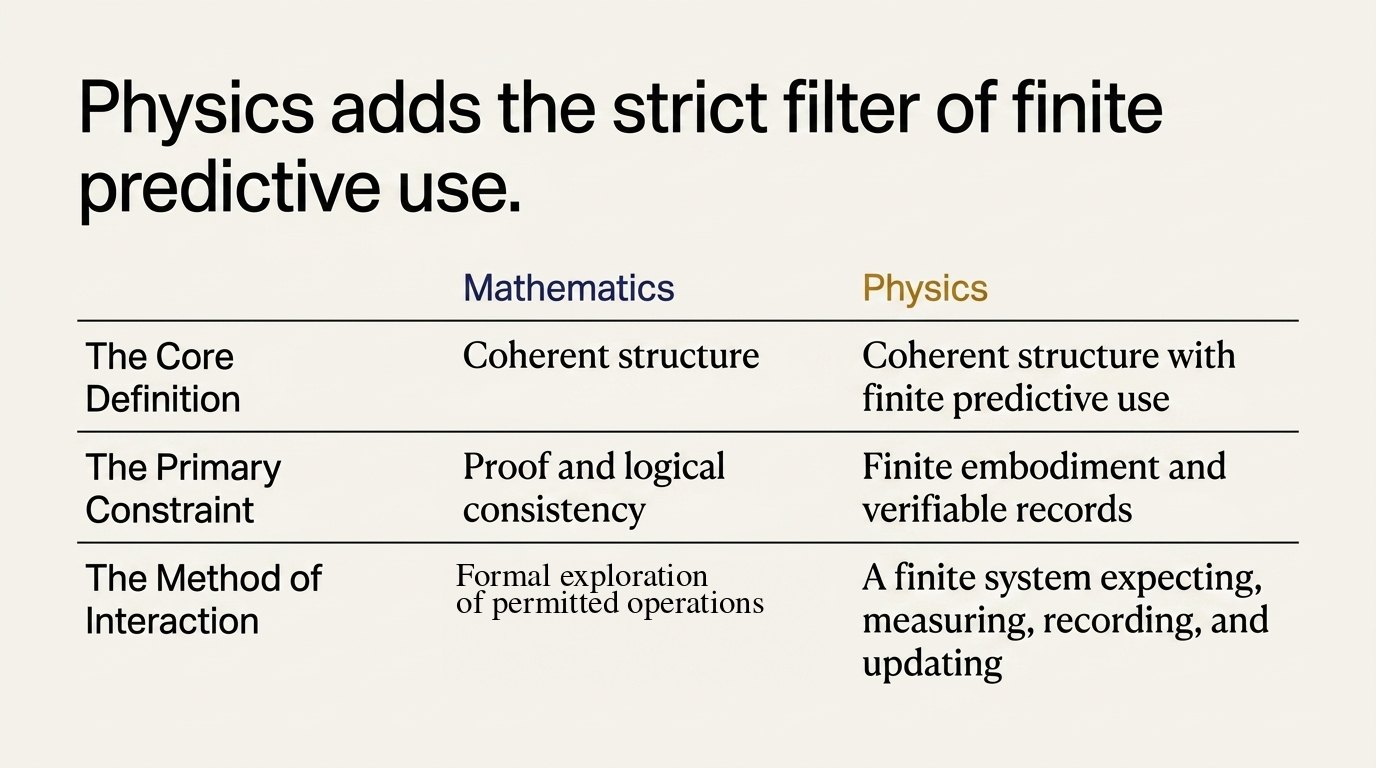 Physics adds the strict filter of finite
predictive use.
Mathematics
Physics
The Core
Definition
Coherent structure
Coherent structure with
finite predictive use
The Primary
Constraint
Proof and logical
consistency
Finite embodiment and
verifiable records
The Method of
Interaction
Formal exploration
of permitted operations
A finite system expecting,
measuring, recording, and
updating